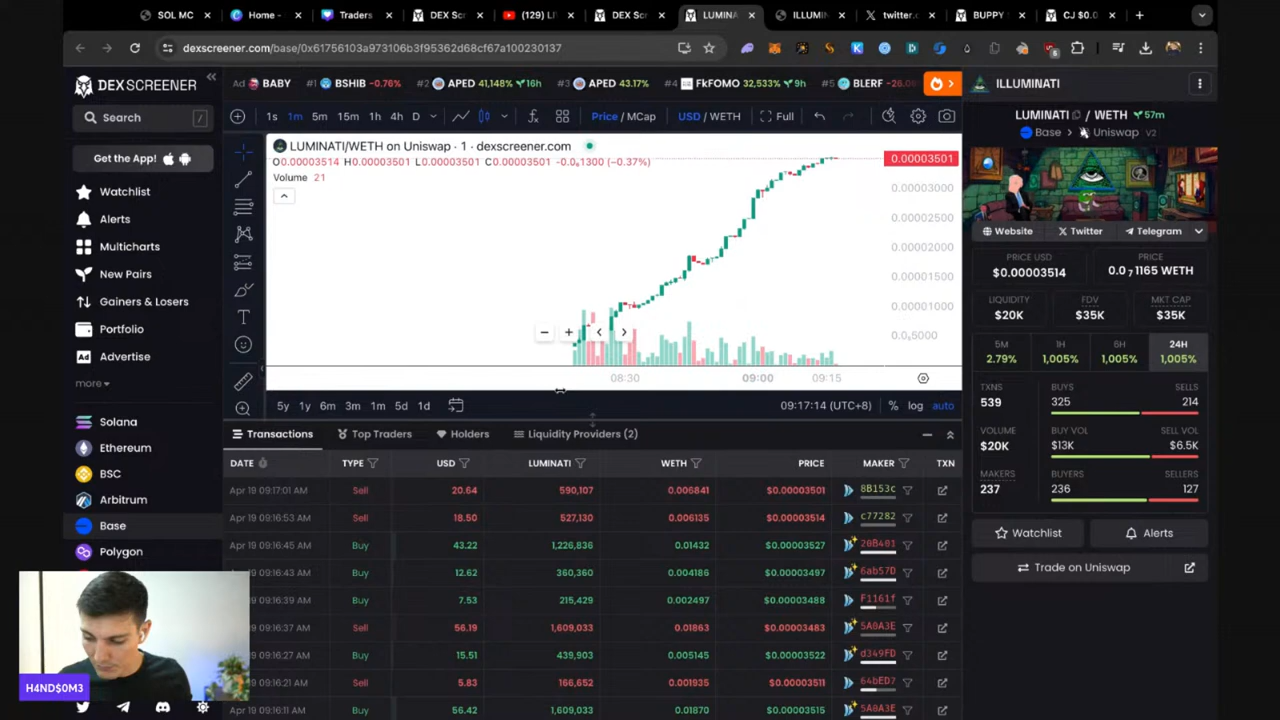 SOL MC
Home -
Traders
DEX Sc
(129) LI
DEX Sc
LUMINA
ILLUMIN
twitter.c
BUPPY
CJ $0.0
dexscreener.com/base/0x61756103a973106b3f95362d68cf67a100230137
DEXSCREENER
Ad BABY #1 BSHIB -0.76% #2 APED 41,148% 16h #3 APED 43.17% #4 FkFOMO 32,533% 9h #5 BLERF -26.0
Search /
Get the App!
Watchlist
Alerts
Multicharts
New Pairs
Gainers & Losers
Portfolio
Ad Advertise
more
Solana
Ethereum
BSC
Arbitrum
Base
Polygon
H4ND$0M3
1s 1m 5m 15m 1h 4h D Price / MCap USD / WETH Full
LUMINATI/WETH on Uniswap · 1 · dexscreener.com
O0.00003514 H0.00003501 L0.00003501 C0.00003501 -0.0₆1300 (−0.37%)
Volume 21
0.00003501
0.00003000
0.00002500
0.00002000
0.00001500
0.00001000
0.0₅5000
08:30 09:00 09:15
5y 1y 6m 3m 1m 5d 1d 09:17:14 (UTC+8) % log auto
Transactions Top Traders Holders Liquidity Providers (2)
DATE TYPE USD LUMINATI WETH PRICE MAKER TXN
Apr 19 09:17:01 AM Sell 20.64 590,107 0.006841 $0.00003501 8B153c
Apr 19 09:16:53 AM Sell 18.50 527,130 0.006135 $0.00003514 c77282
Apr 19 09:16:45 AM Buy 43.22 1,226,836 0.01432 $0.00003527 20B401
Apr 19 09:16:43 AM Buy 12.62 360,360 0.004186 $0.00003497 6ab57D
Apr 19 09:16:39 AM Buy 7.53 215,429 0.002497 $0.00003488 F1161f
Apr 19 09:16:37 AM Sell 56.19 1,609,033 0.01863 $0.00003483 5A0A3E
Apr 19 09:16:27 AM Buy 15.51 439,903 0.005145 $0.00003522 d349FD
Apr 19 09:16:21 AM Sell 5.83 166,652 0.001935 $0.00003511 64bED7
Apr 19 09:16:11 AM Buy 56.42 1,609,033 0.01870 $0.00003515 5A0A3E
ILLUMINATI
LUMINATI / WETH 57m
Base > Uniswap V2
Website Twitter Telegram
PRICE USD
$0.00003514
PRICE
0.0₇1165 WETH
LIQUIDITY
$20K
FDV
$35K
MKT CAP
$35K
5M
2.79%
1H
1,005%
6H
1,005%
24H
1,005%
TXNS
539
BUYS
325
SELLS
214
VOLUME
$20K
BUY VOL
$13K
SELL VOL
$6.5K
MAKERS
237
BUYERS
236
SELLERS
127
Watchlist
Alerts
Trade on Uniswap